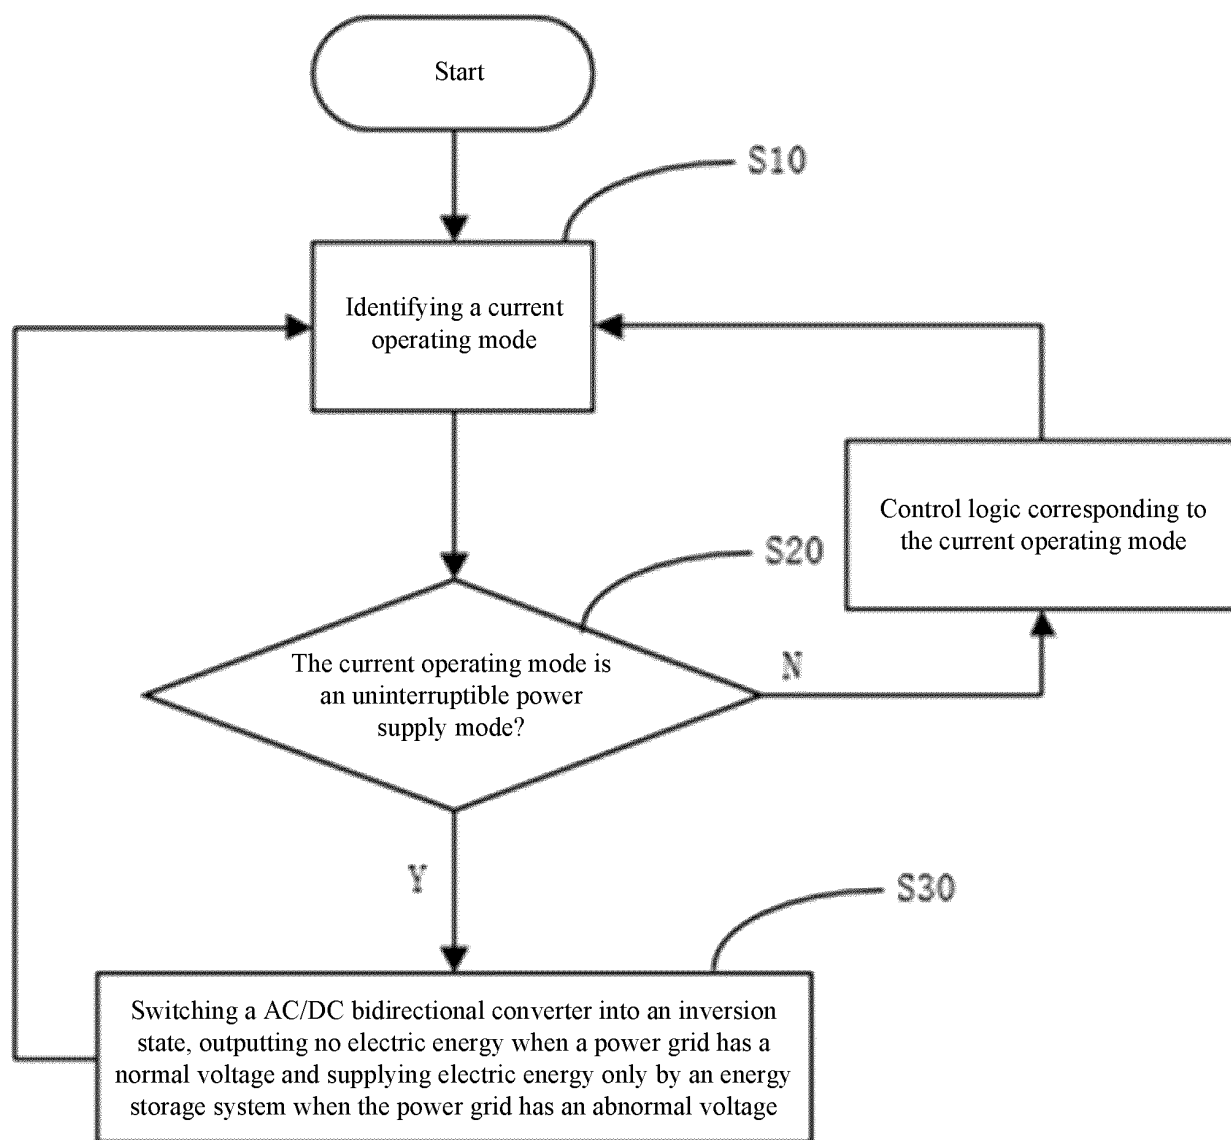 Start
S10
Identifying a current
operating mode
Control logic corresponding to
the current operating mode
S20
The current operating mode is
an uninterruptible power
supply mode?
N
Y
S30
Switching a AC/DC bidirectional converter into an inversion
state, outputting no electric energy when a power grid has a
normal voltage and supplying electric energy only by an energy
storage system when the power grid has an abnormal voltage